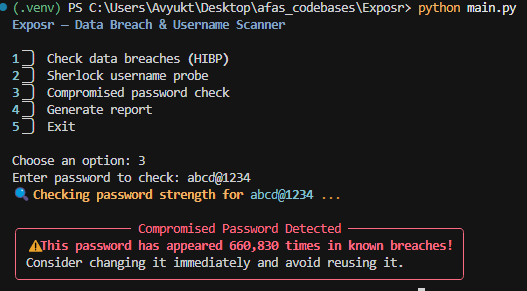 (.venv) PS C:\Users\Avyukt\Desktop\afas_codebases\Exposr> python main.py
Exposr – Data Breach & Username Scanner
1⃣ Check data breaches (HIBP)
2⃣ Sherlock username probe
3⃣ Compromised password check
4⃣ Generate report
5⃣ Exit
Choose an option: 3
Enter password to check: abcd@1234
🔍 Checking password strength for abcd@1234 ...
Compromised Password Detected
⚠️This password has appeared 660,830 times in known breaches!
Consider changing it immediately and avoid reusing it.